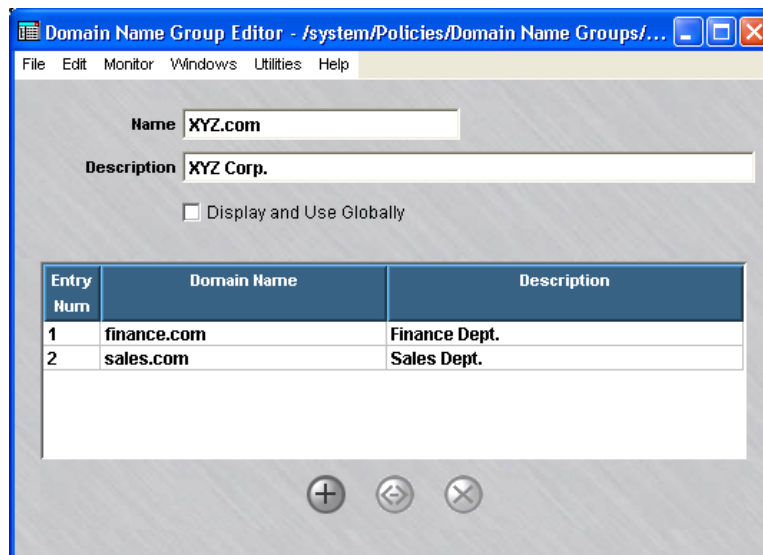 Domain Name Group Editor - /system/Policies/Domain Name Groups/...
File Edit Monitor Windows Utilities Help
Name XYZ.com
Description XYZ Corp.
Display and Use Globally
Entry Num Domain Name Description
1 finance.com Finance Dept.
2 sales.com Sales Dept.